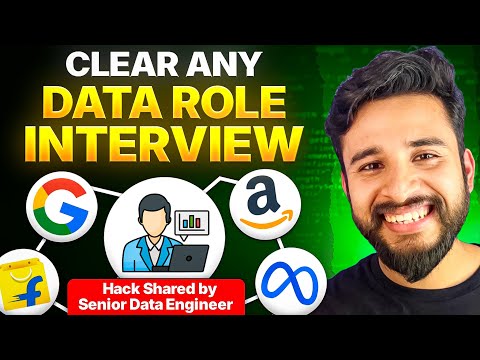 CLEAR ANY
DATA ROLE
INTERVIEW
Hack Shared by
Senior Data Engineer